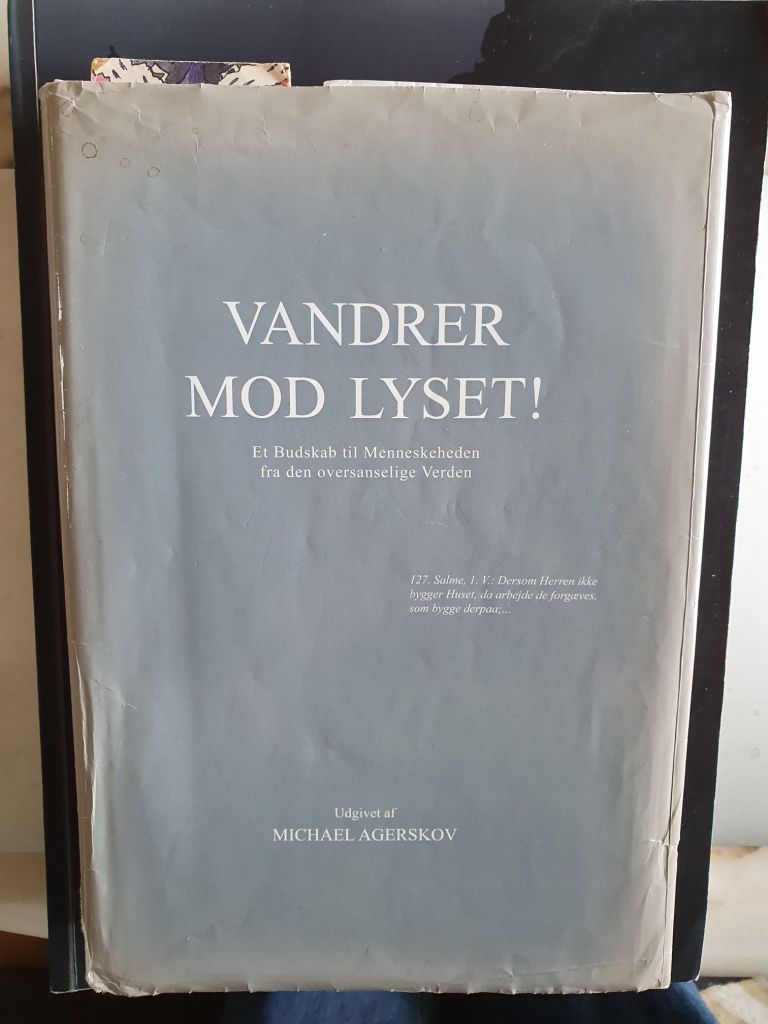 VANDRER
MOD LYSET!
Et Budskab til Menneskeheden
fra den oversanselige Verden
127. Salme, 1. V.: Dersom Herren ikke
bygger Huset, da arbejde de forgæves,
som bygge derpaa;...
Udgivet af
MICHAEL AGERSKOV